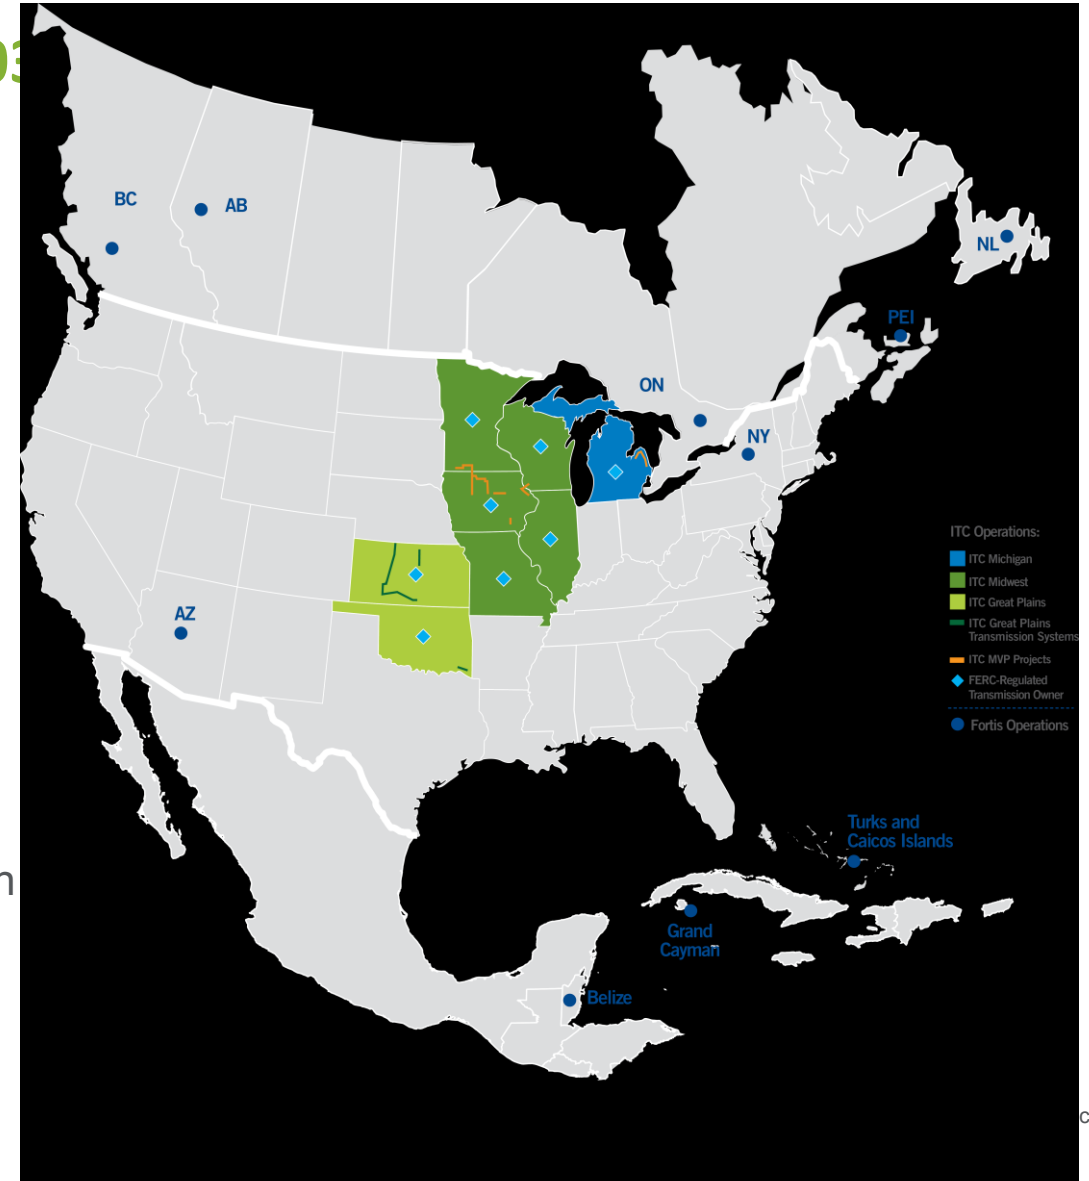 BC
AB
NL
PEI
ON
NY
AZ
ITC Operations:
ITC Michigan
ITC Midwest
ITC Great Plains
ITC Great Plains
Transmission Systems
ITC MVP Projects
FERC-Regulated
Transmission Owner
Fortis Operations
Turks and
Caicos Islands
Grand
Cayman
Belize